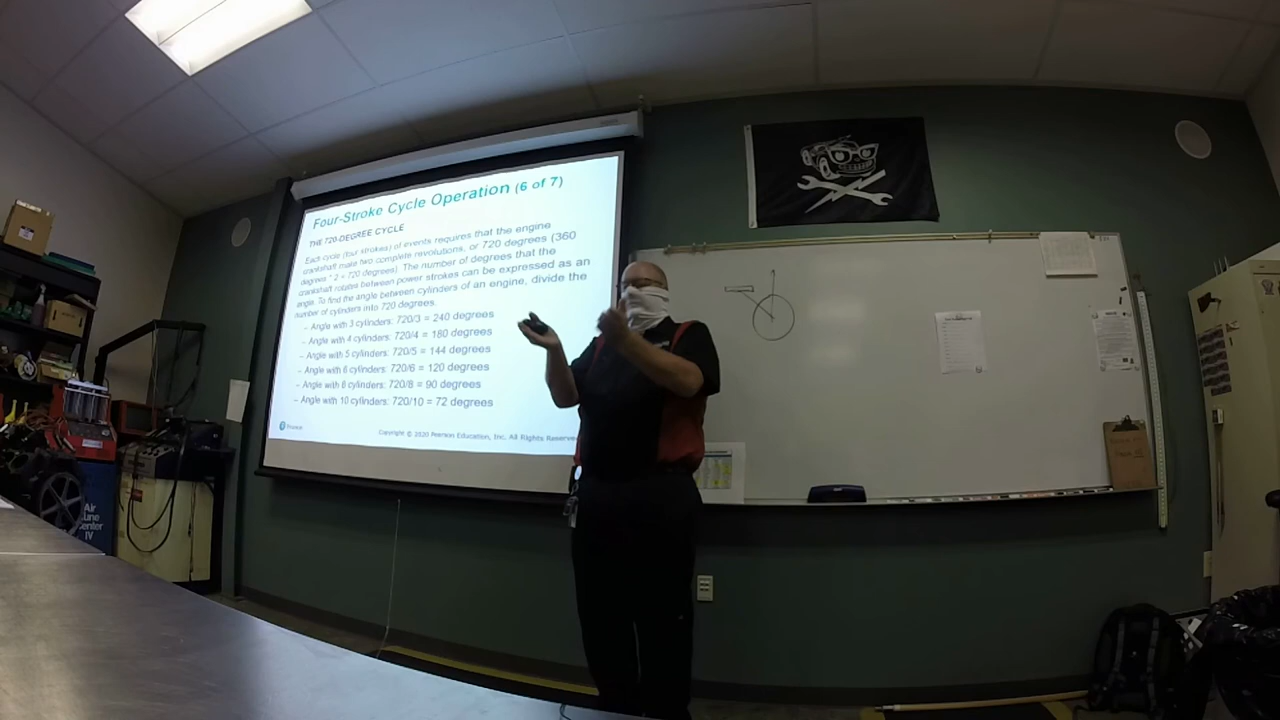 Four-Stroke Cycle Operation (6 of 7)
THE 720-DEGREE CYCLE
Each cycle (four strokes) of events requires that the engine
crankshaft make two complete revolutions, or 720 degrees (360
degrees * 2 = 720 degrees). The number of degrees that the
crankshaft rotate between power strokes can be expressed as an
angle. To find the angle between cylinders of an engine, divide the
number of cylinders into 720 degrees.
– Angle with 3 cylinders: 720/3 = 240 degrees
– Angle with 4 cylinders: 720/4 = 180 degrees
– Angle with 5 cylinders: 720/5 = 144 degrees
– Angle with 6 cylinders: 720/6 = 120 degrees
– Angle with 8 cylinders: 720/8 = 90 degrees
– Angle with 10 cylinders: 720/10 = 72 degrees
Pearson
Copyright © 2020 Pearson Education, Inc. All Rights Reserved
Air
Line
Center
IV